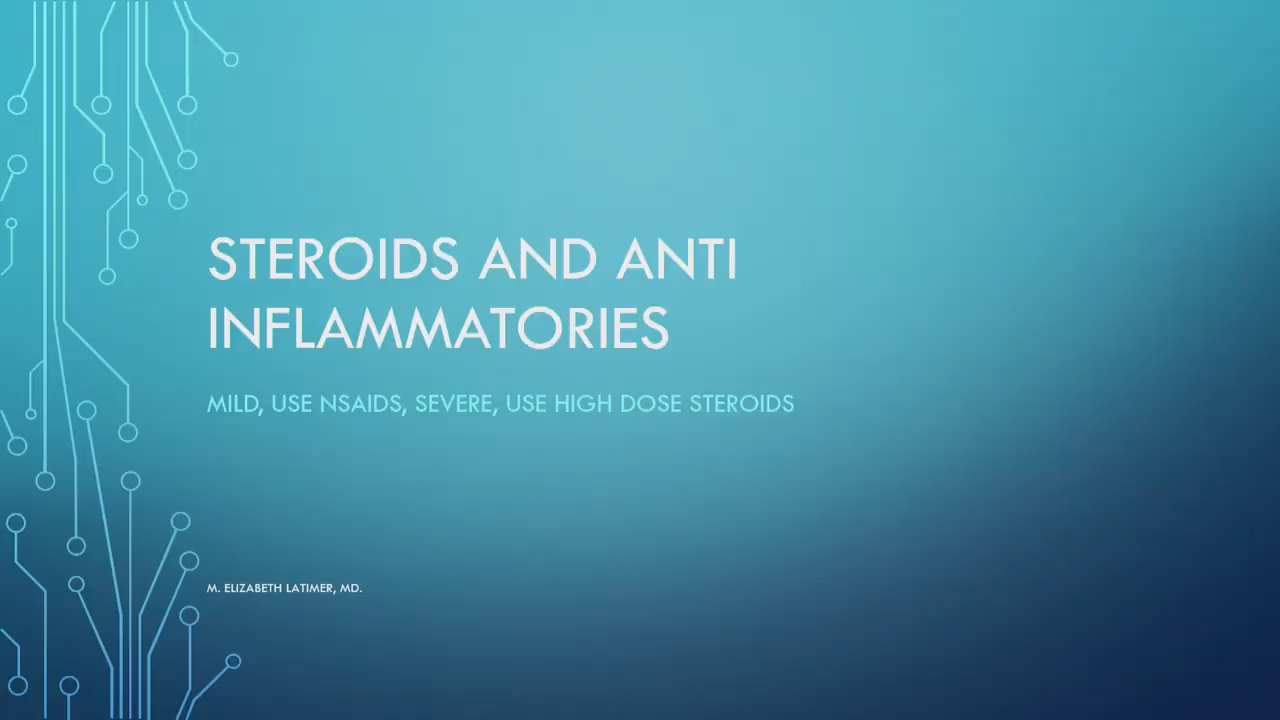 STEROIDS AND ANTI
INFLAMMATORIES
MILD, USE NSAIDS, SEVERE, USE HIGH DOSE STEROIDS
M. ELIZABETH LATIMER, MD.